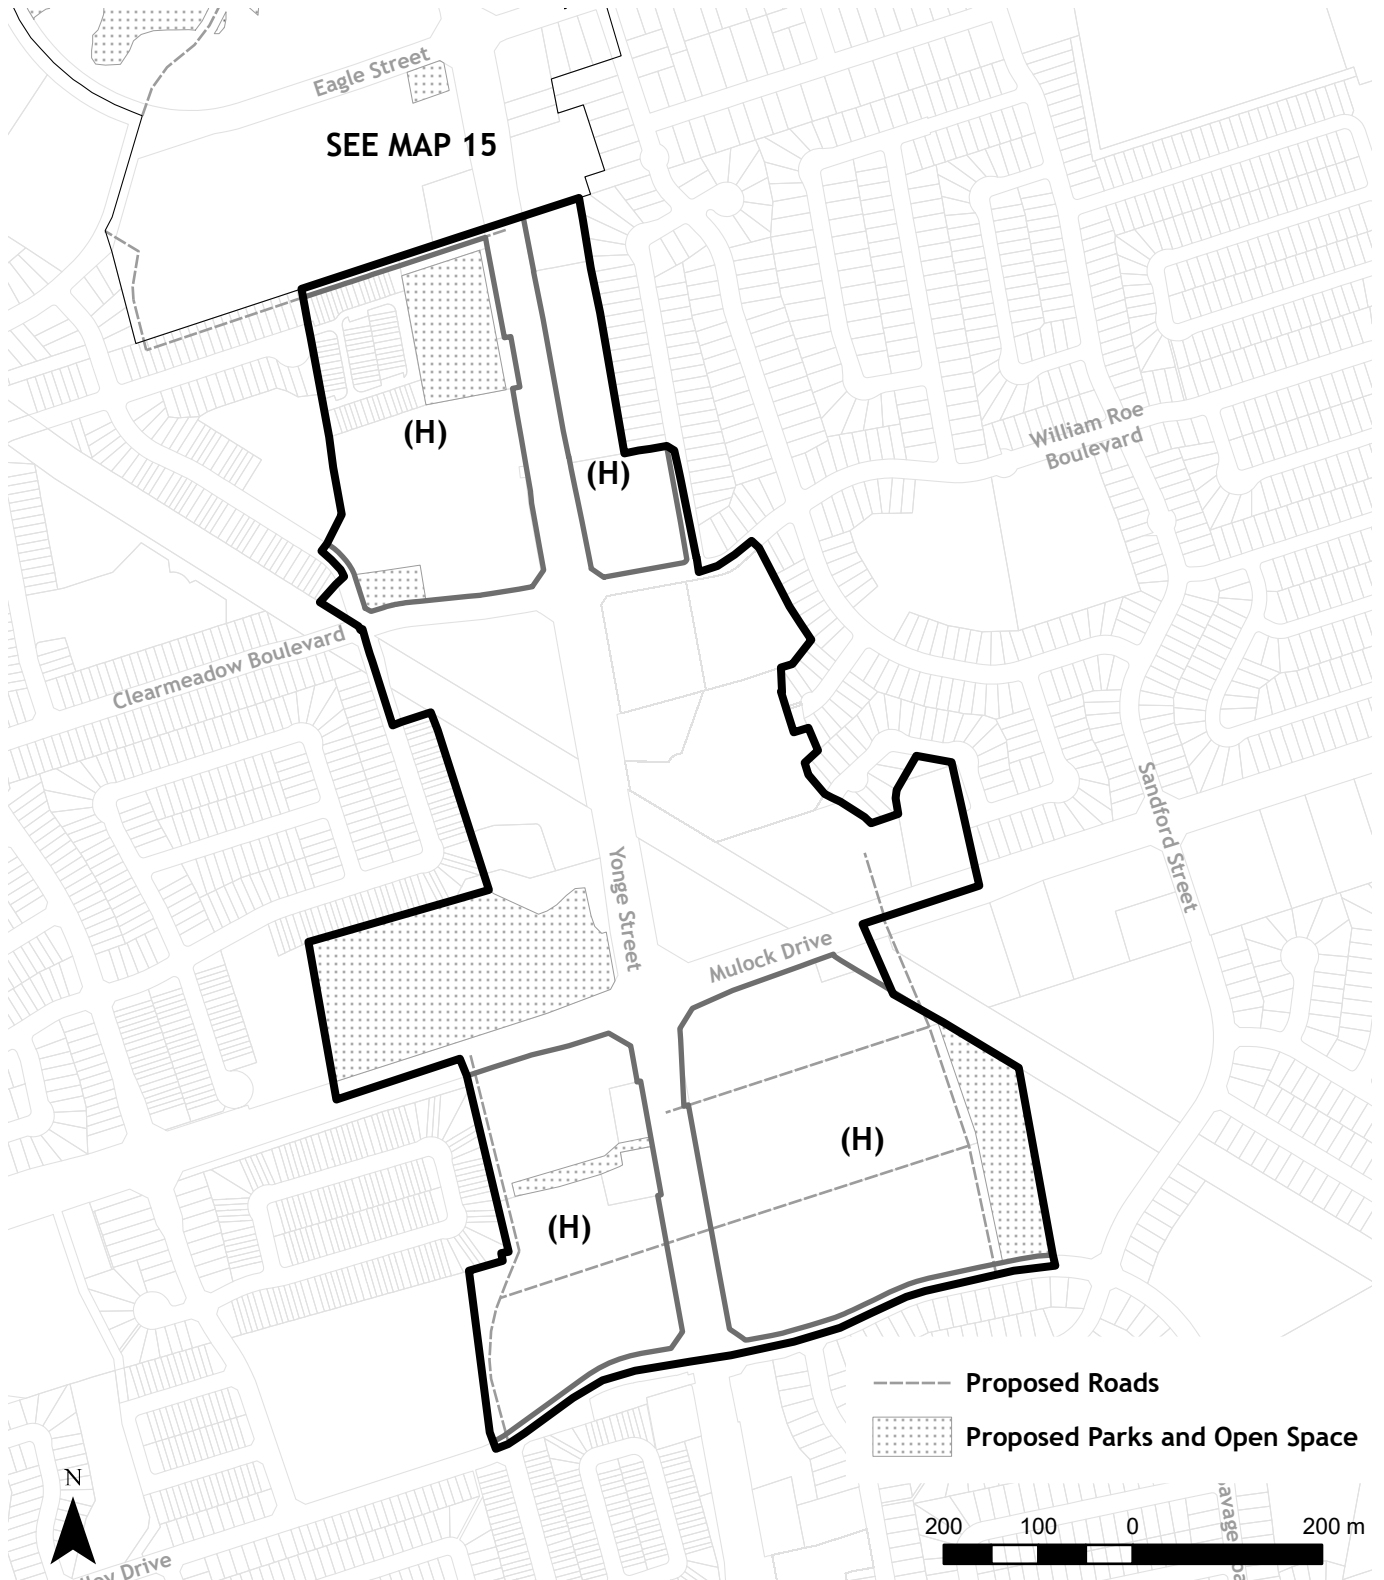 Eagle Street
SEE MAP 15
William Roe
Boulevard
(H)
(H)
Clearmeadow Boulevard
Sandford Street
Yonge Street
Mulock Drive
(H)
(H)
Proposed Roads
Proposed Parks and Open Space
N
200 100 0 200 m
Drive